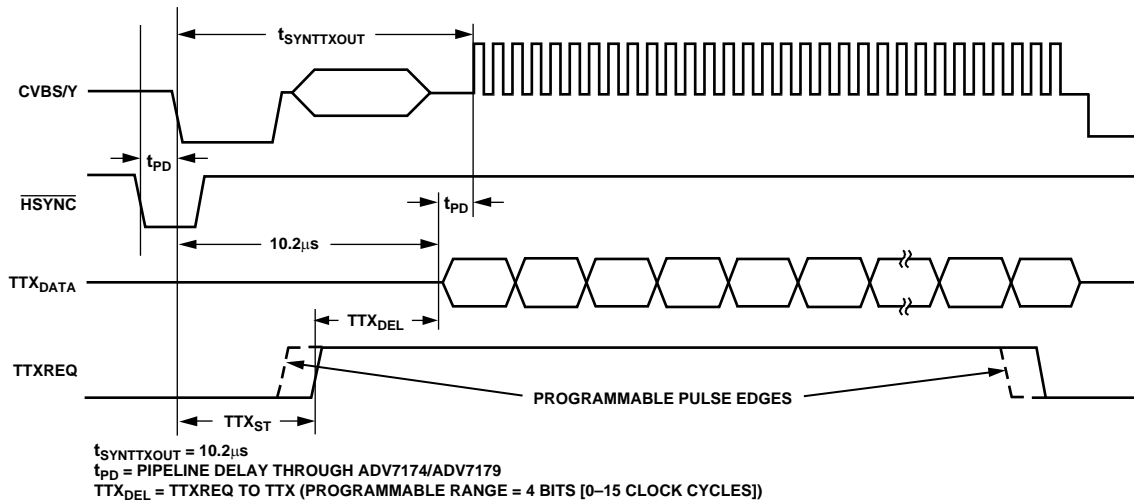 tSYNTTXOUT
CVBS/Y
tPD
HSYNC
tPD
10.2µs
TTXDATA
TTXDEL
TTXREQ
PROGRAMMABLE PULSE EDGES
TTXST
tSYNTTXOUT = 10.2µs
tPD = PIPELINE DELAY THROUGH ADV7174/ADV7179
TTXDEL = TTXREQ TO TTX (PROGRAMMABLE RANGE = 4 BITS [0–15 CLOCK CYCLES])